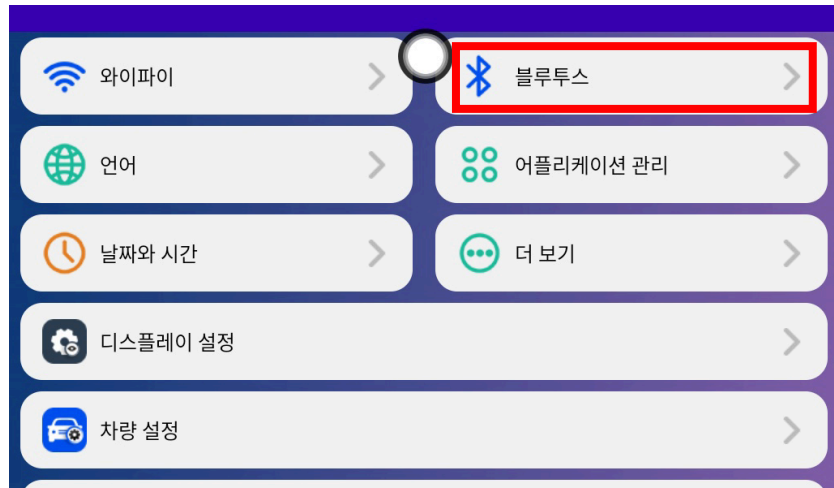 와이파이
블루투스
언어
어플리케이션 관리
날짜와 시간
더 보기
디스플레이 설정
차량 설정